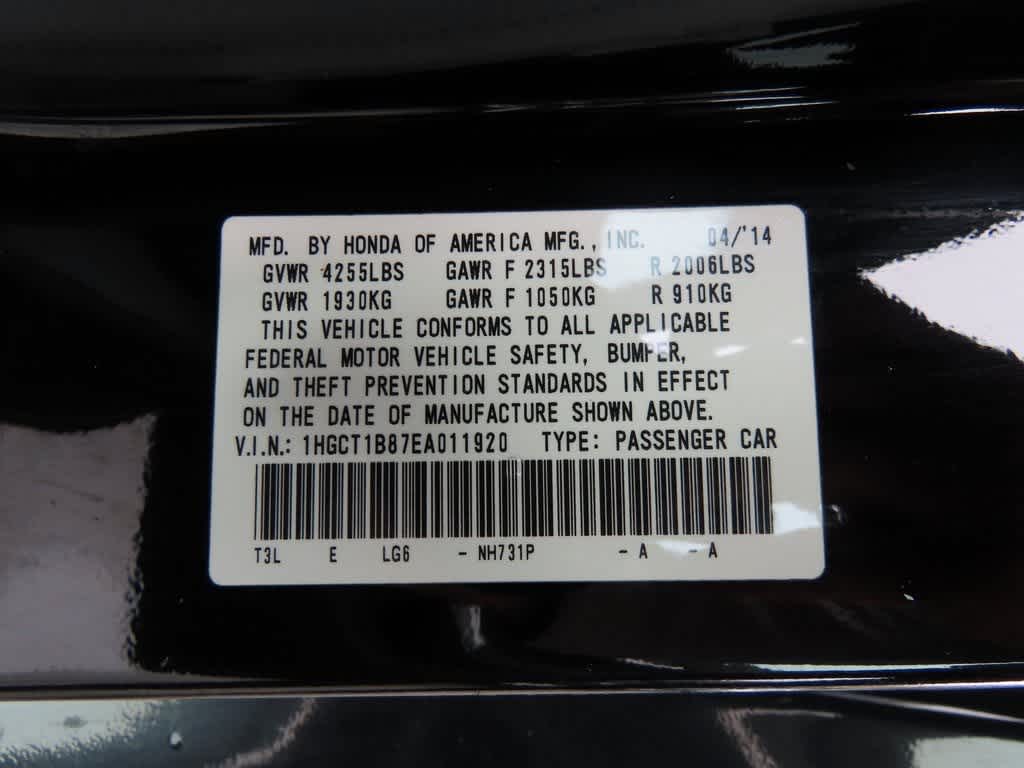 MFD. BY HONDA OF AMERICA MFG., INC. 04/'14
GVWR 4255LBS GAWR F 2315LBS R 2006LBS
GVWR 1930KG GAWR F 1050KG R 910KG
THIS VEHICLE CONFORMS TO ALL APPLICABLE
FEDERAL MOTOR VEHICLE SAFETY, BUMPER,
AND THEFT PREVENTION STANDARDS IN EFFECT
ON THE DATE OF MANUFACTURE SHOWN ABOVE.
V.I.N.: 1HGCT1B87EA011920 TYPE: PASSENGER CAR
T3L E LG6 - NH731P - A - A